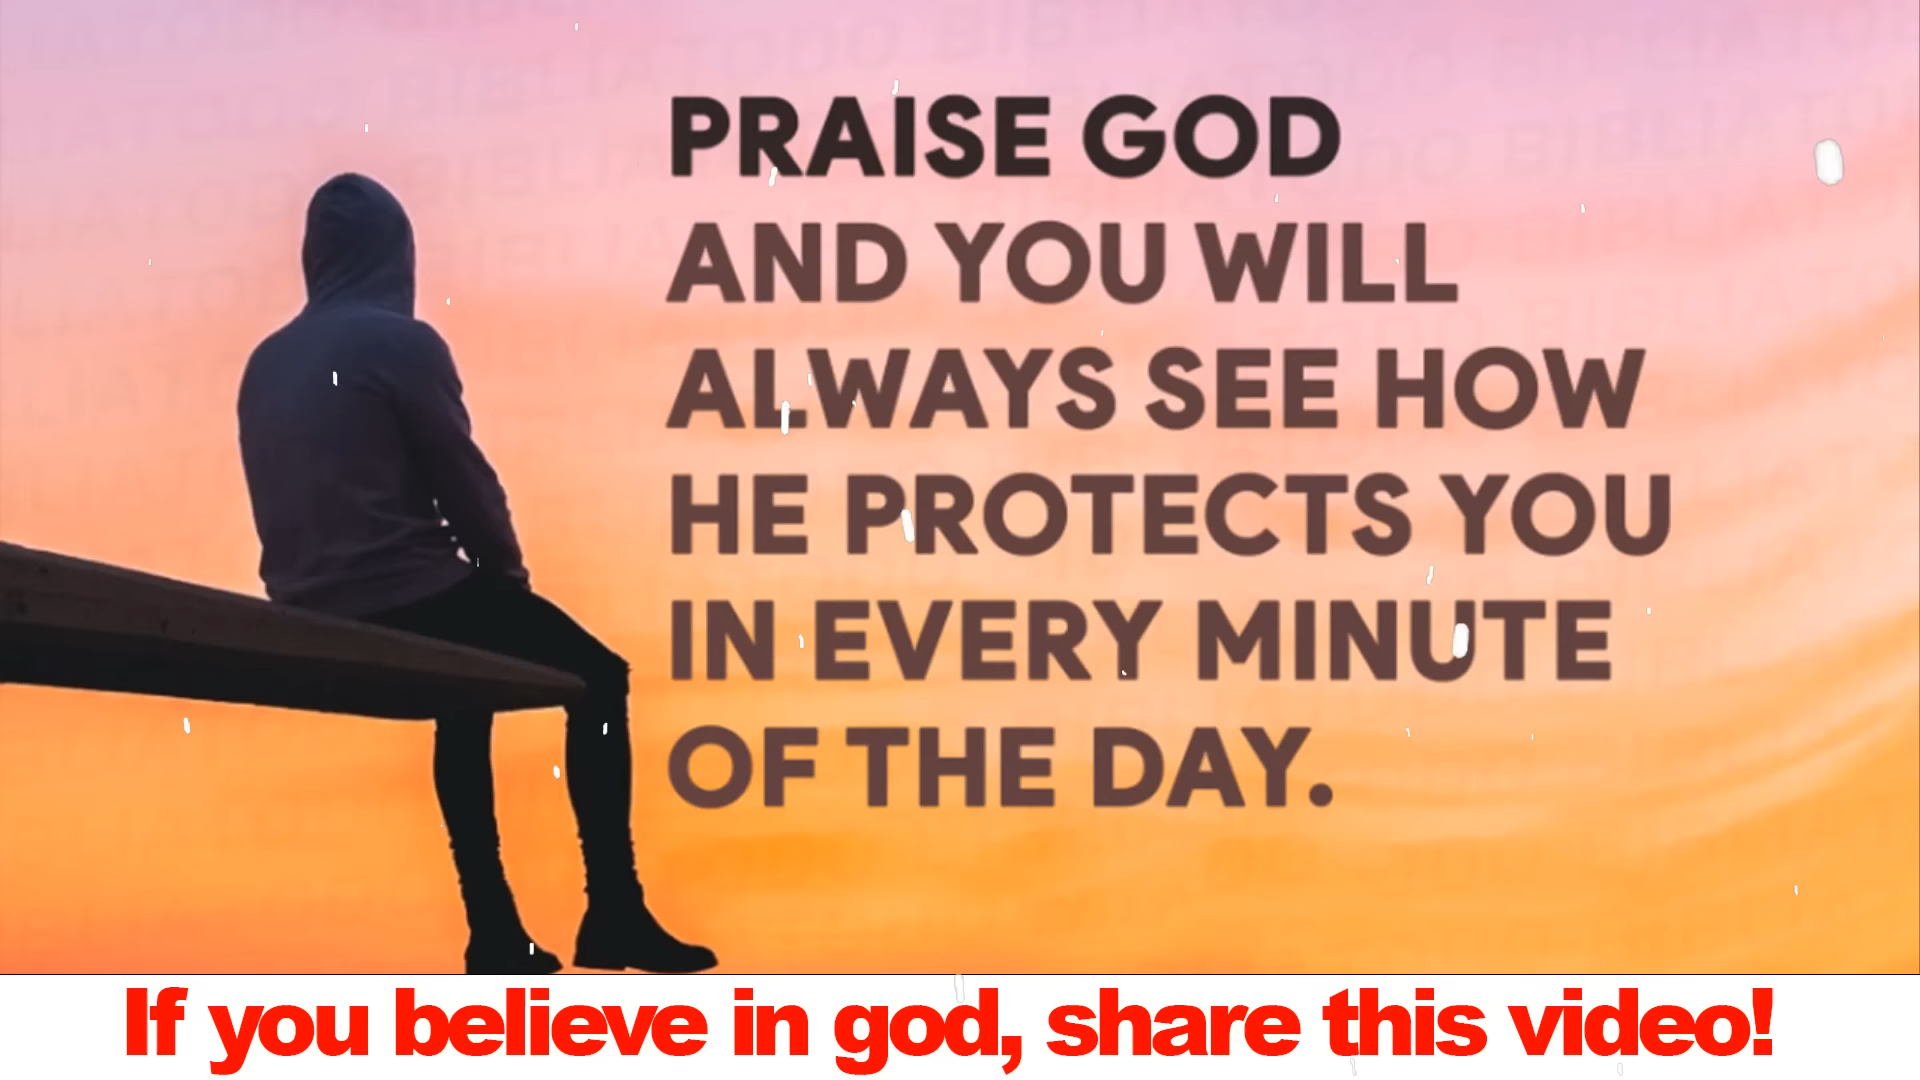 PRAISE GOD
AND YOU WILL
ALWAYS SEE HOW
HE PROTECTS YOU
IN EVERY MINUTE
OF THE DAY.
If you believe in god, share this video!